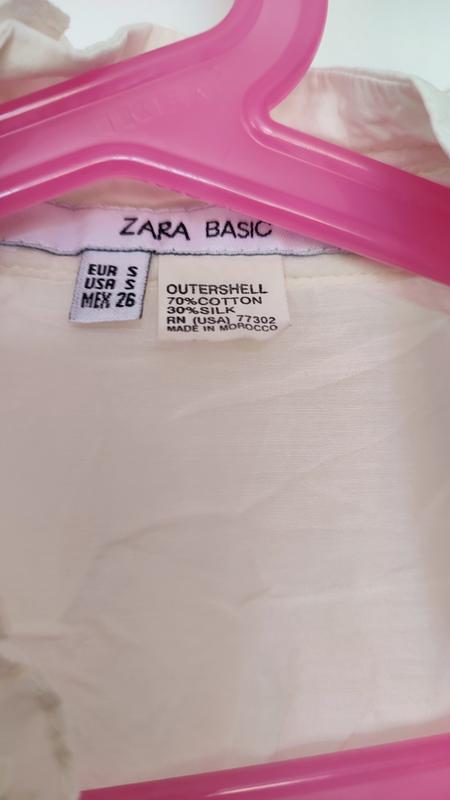 ZARA BASIC
EUR S
USA S
MEX 26
OUTERSHELL
70%COTTON
30%SILK
RN (USA) 77302
MADE IN MOROCCO